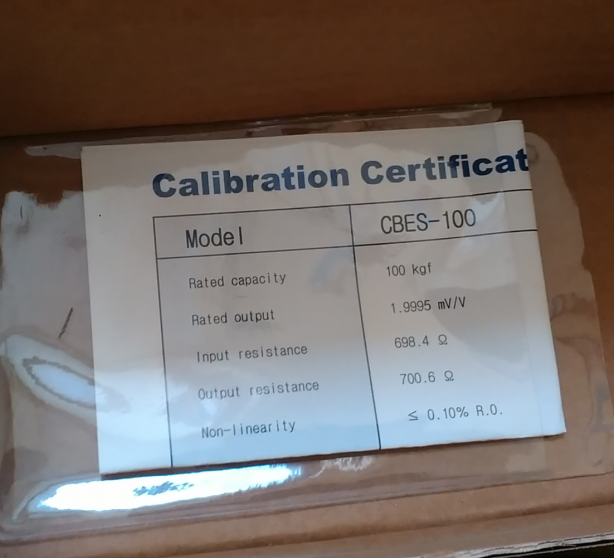 Calibration Certificat
Model CBES-100
Rated capacity 100 kgf
Rated output 1.9995 mV/V
Input resistance 698.4 Ω
Output resistance 700.6 Ω
Non-linearity ≤ 0.10% R.O.